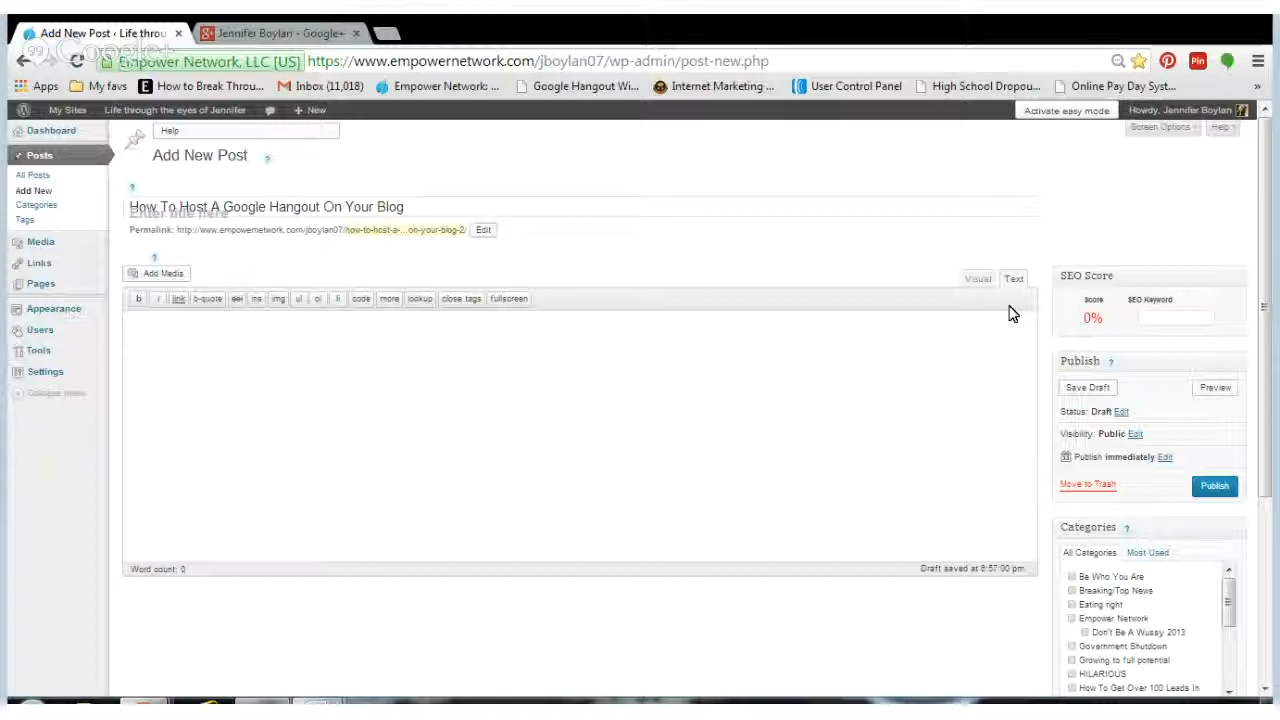 Add New Post ‹ Life throu ×
Jennifer Boylan - Google+ ×
Google+
Empower Network, LLC [US] https://www.empowernetwork.com/jboylan07/wp-admin/post-new.php
Pin
Apps My favs How to Break Throu... Inbox (11,018) Empower Network: ... Google Hangout Wi... Internet Marketing ... User Control Panel High School Dropou... Online Pay Day Syst... »
My Sites Life through the eyes of Jennifer + New Activate easy mode Howdy, Jennifer Boylan
Dashboard
Help
Screen Options Help
Posts
Add New Post ?
All Posts
Add New
Categories
Tags
?
How To Host A Google Hangout On Your Blog
Enter title here
Permalink: http://www.empowernetwork.com/jboylan07/how-to-host-a-...on-your-blog-2/ Edit
Media
Links
Pages
Appearance
Users
Tools
Settings
Collapse menu
?
Add Media
Visual Text
b i link b-quote del ins img ul ol li code more lookup close tags fullscreen
Word count: 0
Draft saved at 8:57:00 pm.
SEO Score
Score SEO Keyword
0%
Publish ?
Save Draft Preview
Status: Draft Edit
Visibility: Public Edit
Publish immediately Edit
Move to Trash Publish
Categories ?
All Categories Most Used
Be Who You Are
Breaking/Top News
Eating right
Empower Network
Don't Be A Wussy 2013
Government Shutdown
Growing to full potential
HILARIOUS
How To Get Over 100 Leads In